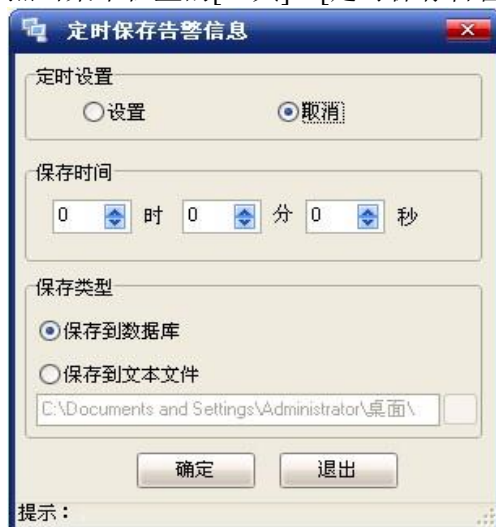 定时保存告警信息
定时设置
设置 取消
保存时间
0 时 0 分 0 秒
保存类型
保存到数据库
保存到文本文件
C:\Documents and Settings\Administrator\桌面\
确定 退出
提示：